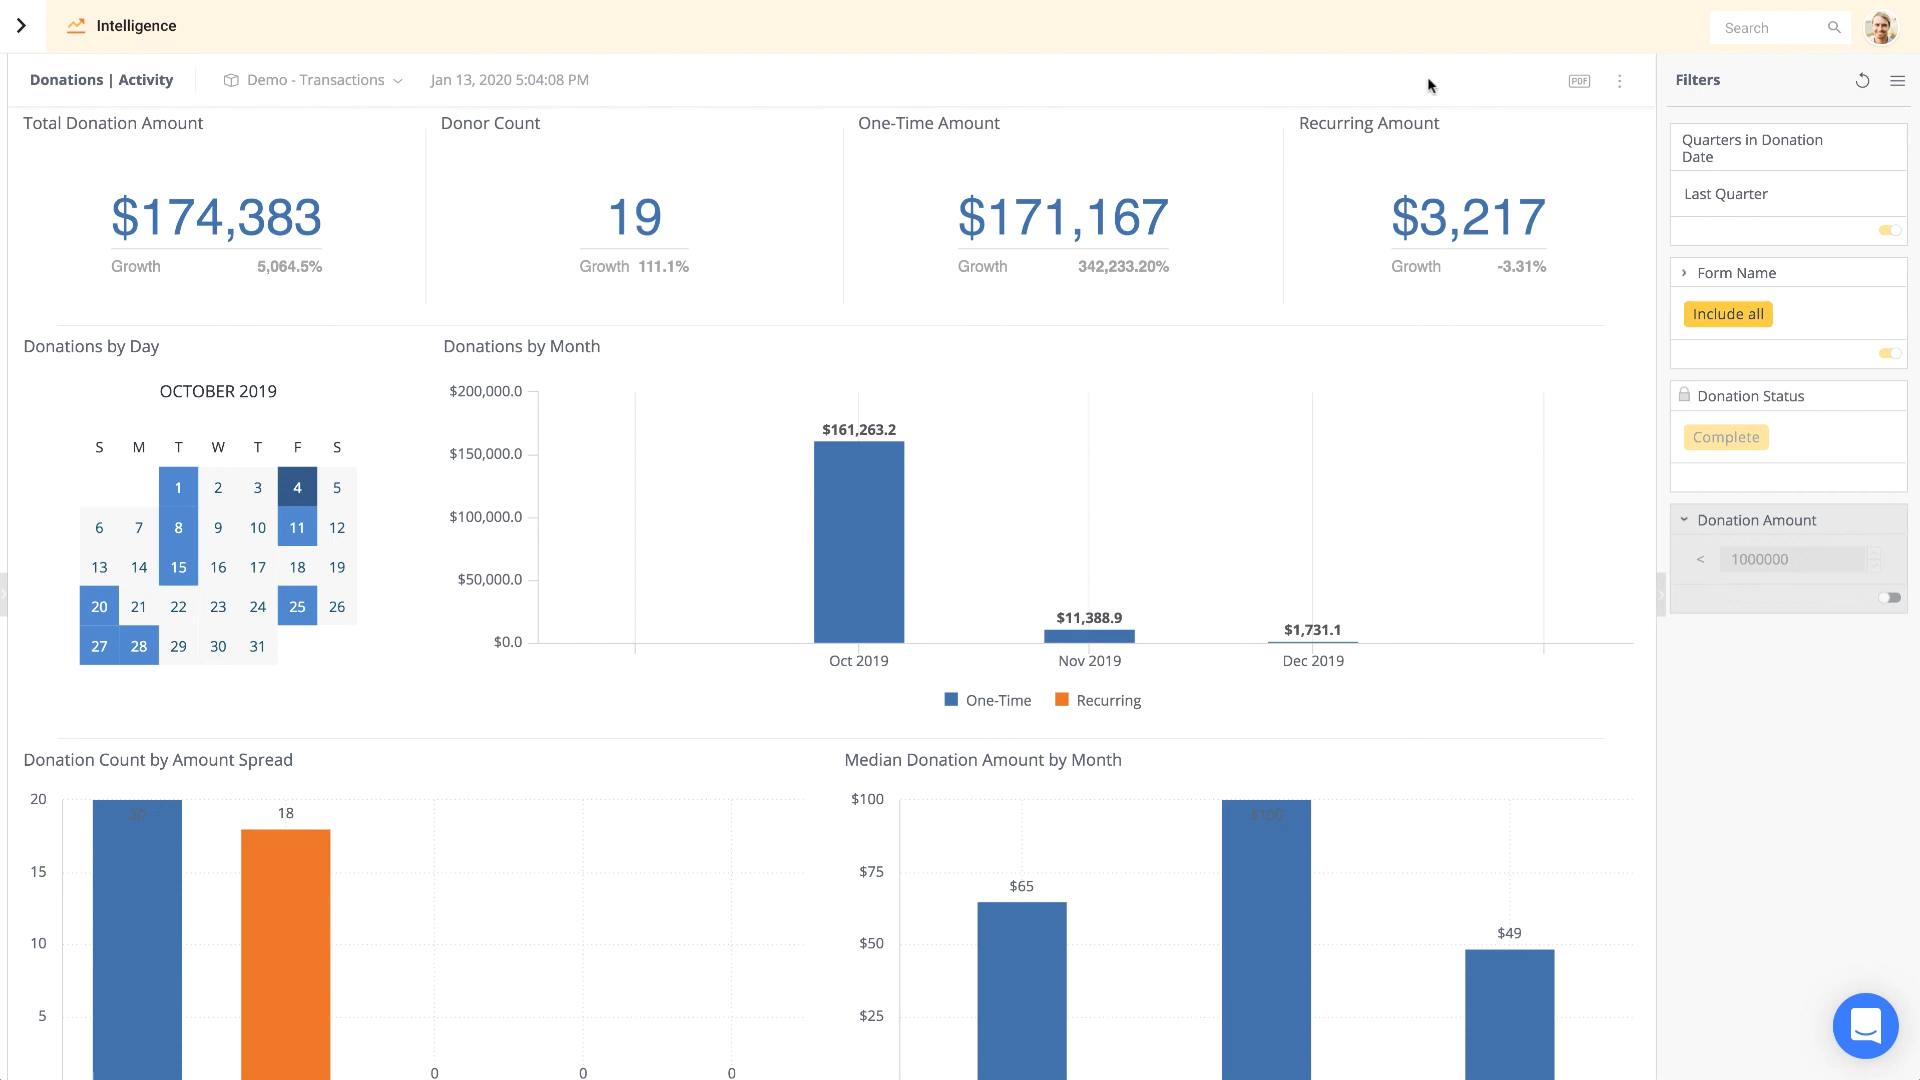 Intelligence
Search
Donations | Activity
Demo - Transactions
Jan 13, 2020 5:04:08 PM
PDF
Filters
Total Donation Amount
$174,383
Growth 5,064.5%
Donor Count
19
Growth 111.1%
One-Time Amount
$171,167
Growth 342,233.20%
Recurring Amount
$3,217
Growth -3.31%
Quarters in Donation
Date
Last Quarter
Form Name
Include all
Donation Status
Complete
Donation Amount
< 1000000
Donations by Day
OCTOBER 2019
S M T W T F S
1 2 3 4 5
6 7 8 9 10 11 12
13 14 15 16 17 18 19
20 21 22 23 24 25 26
27 28 29 30 31
Donations by Month
$200,000.0
$150,000.0
$100,000.0
$50,000.0
$0.0
$161,263.2
$11,388.9
$1,731.1
Oct 2019 Nov 2019 Dec 2019
One-Time Recurring
Donation Count by Amount Spread
20
15
10
5
20
18
0 0 0
Median Donation Amount by Month
$100
$75
$50
$25
$65
$100
$49